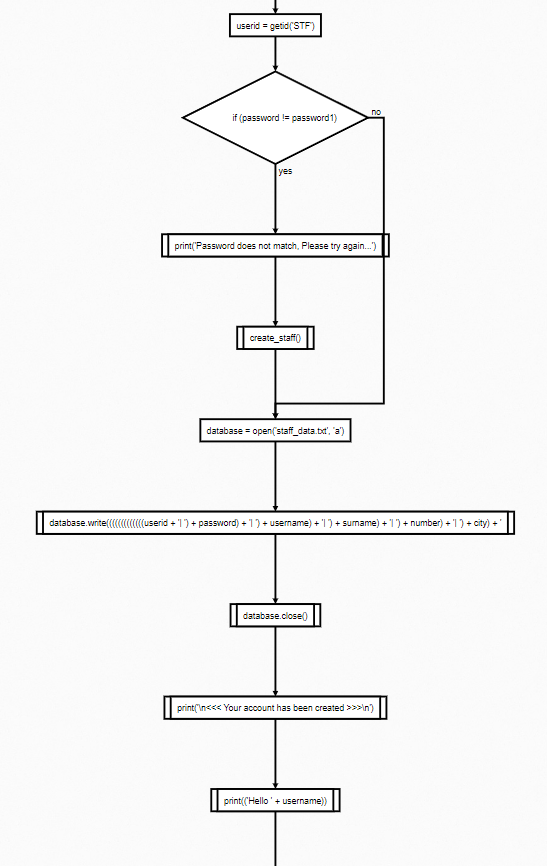 userid = getid('STF')
if (password != password1)
no
yes
print('Password does not match, Please try again...')
create_staff()
database = open('staff_data.txt', 'a')
database.write(((((((((((((userid + '| ') + password) + '| ') + username) + '| ') + surname) + '| ') + number) + '| ') + city) + '
database.close()
print('\n<<< Your account has been created >>>\n')
print(('Hello ' + username))